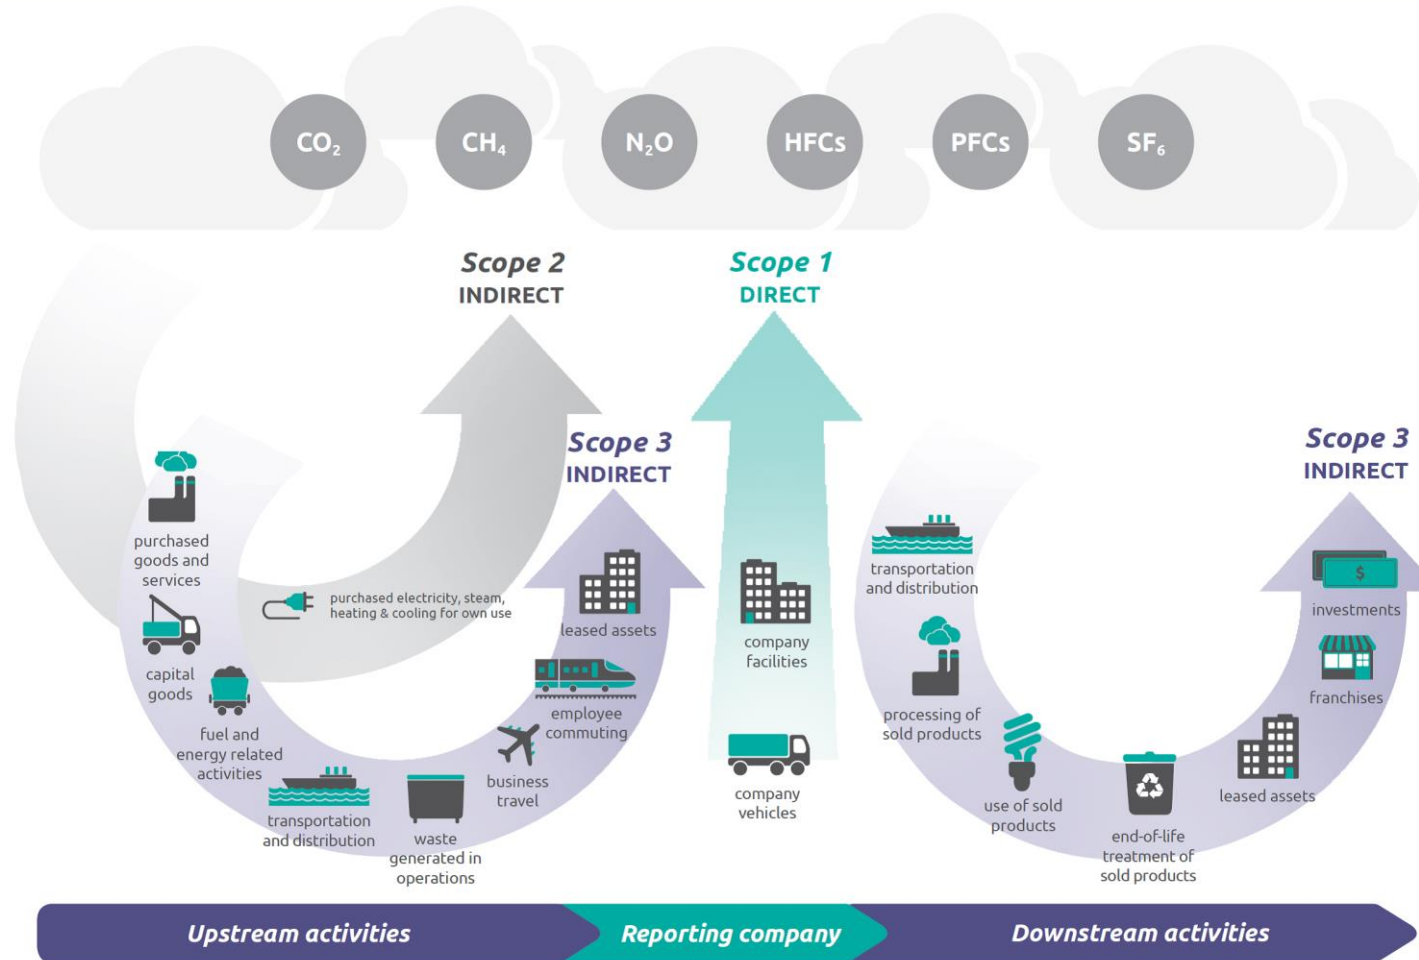 CO₂
CH₄
N₂O
HFCs
PFCs
SF₆
Scope 2
INDIRECT
Scope 1
DIRECT
Scope 3
INDIRECT
Scope 3
INDIRECT
purchased
goods and
services
capital
goods
fuel and
energy related
activities
purchased electricity, steam,
heating & cooling for own use
transportation
and distribution
waste
generated in
operations
business
travel
employee
commuting
leased assets
company
facilities
company
vehicles
transportation
and distribution
processing of
sold products
use of sold
products
end-of-life
treatment of
sold products
leased assets
franchises
$
investments
Upstream activities
Reporting company
Downstream activities